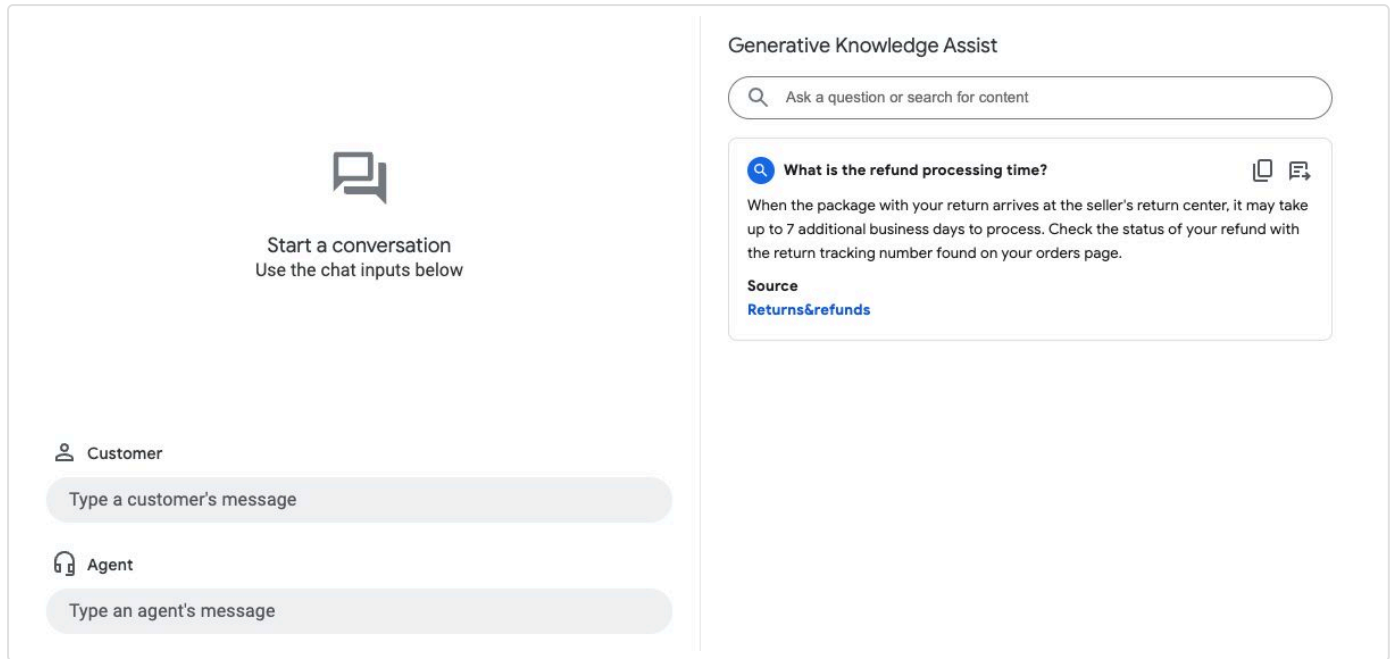 Start a conversation
Use the chat inputs below
Customer
Type a customer's message
Agent
Type an agent's message
Generative Knowledge Assist
Ask a question or search for content
What is the refund processing time?
When the package with your return arrives at the seller's return center, it may take
up to 7 additional business days to process. Check the status of your refund with
the return tracking number found on your orders page.
Source
Returns&refunds